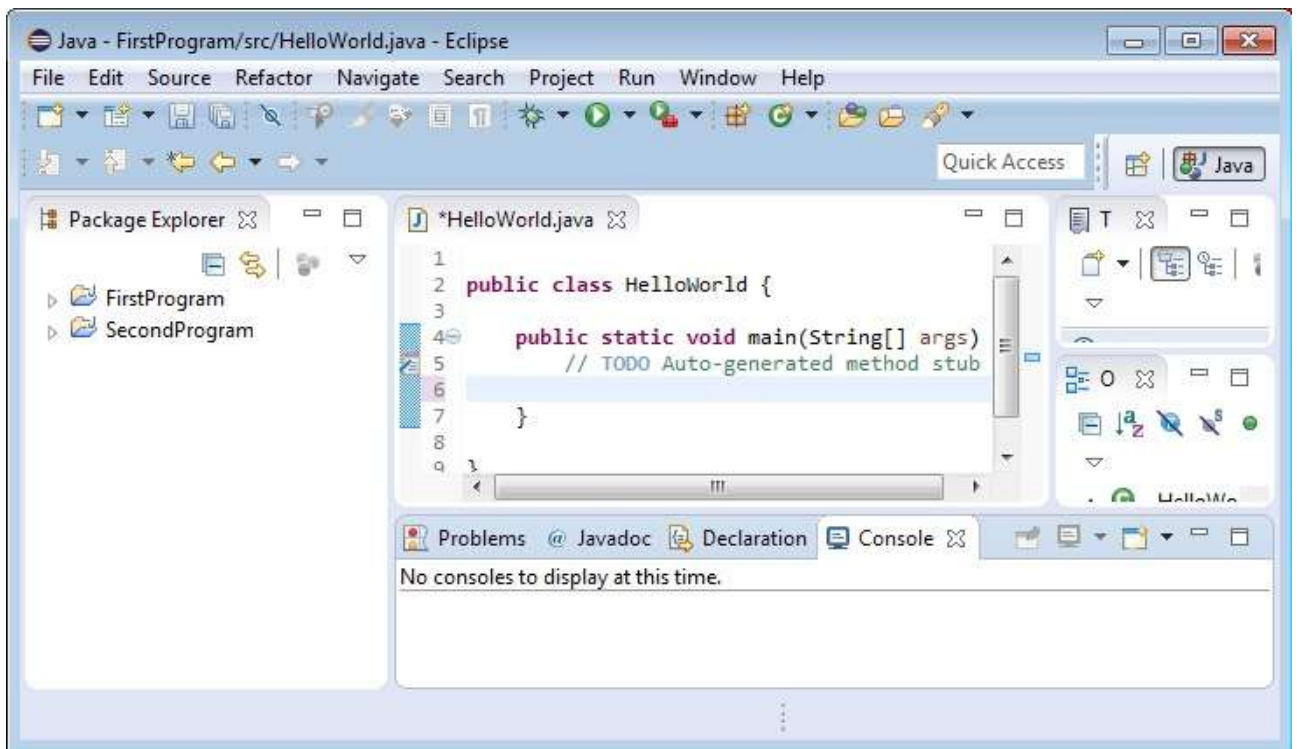 Java - FirstProgram/src/HelloWorld.java - Eclipse
File Edit Source Refactor Navigate Search Project Run Window Help
Quick Access
Java
Package Explorer
FirstProgram
SecondProgram
*HelloWorld.java
1
2 public class HelloWorld {
3
4 public static void main(String[] args)
5 // TODO Auto-generated method stub
6
7 }
8
9 }
T
O
HelloWo
Problems @ Javadoc Declaration Console
No consoles to display at this time.